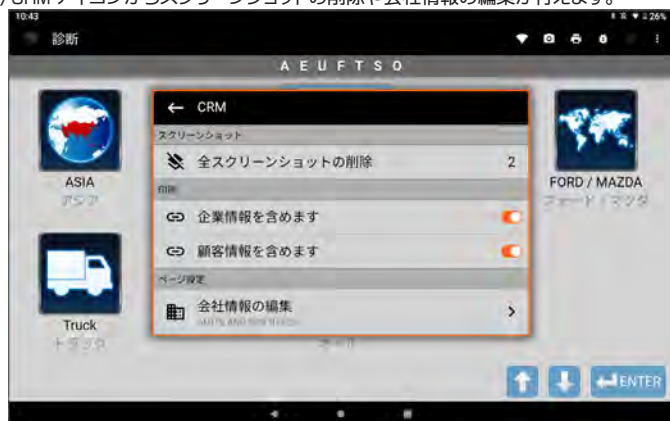 CRM アイコンからスクリーンショットの削除や会社情報の編集が行えます。
10:43
26%
診断
A E U F T S O
← CRM
スクリーンショット
全スクリーンショットの削除 2
印刷
企業情報を含めます
顧客情報を含めます
ページ設定
会社情報の編集
ASIA
アジア
FORD / MAZDA
フォード / マツダ
Truck
トラック
ENTER